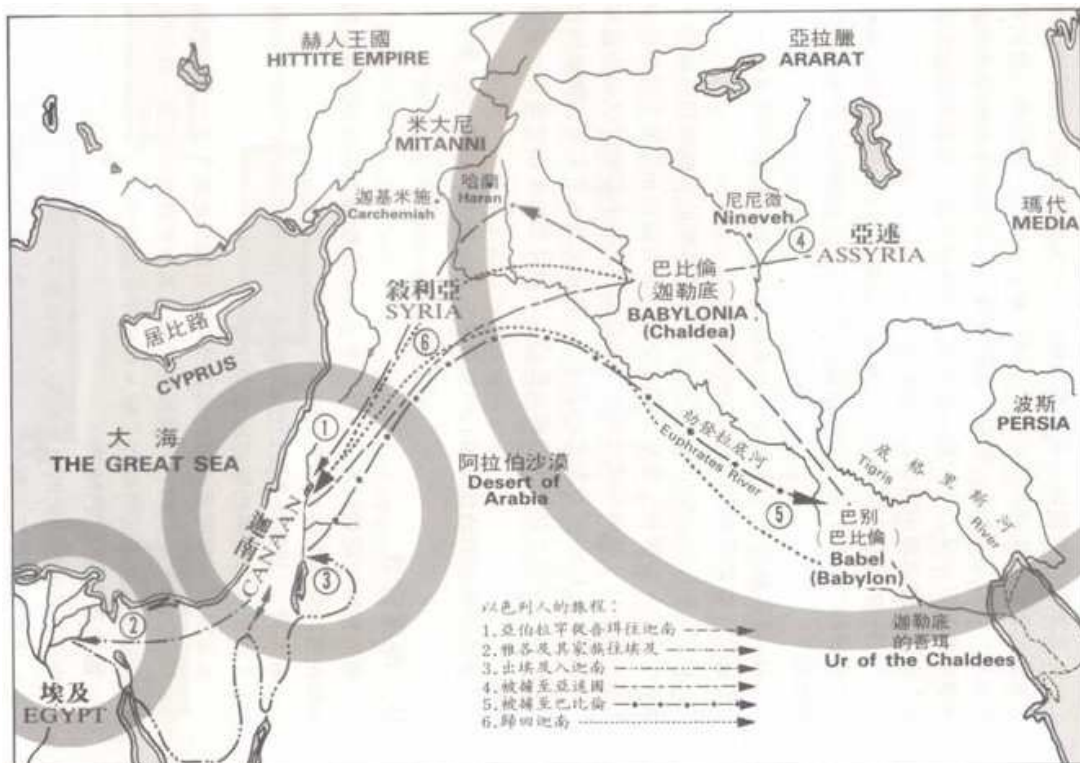 赫人王國
HITTITE EMPIRE
亞拉臘
ARARAT
米大尼
MITANNI
迦基米施
Carchemish
哈蘭
Haran
尼尼微
Nineveh
④
亞述
ASSYRIA
瑪代
MEDIA
巴比倫
(迦勒底)
BABYLONIA
(Chaldea)
敍利亞
SYRIA
⑥
居比路
CYPRUS
大海
THE GREAT SEA
①
阿拉伯沙漠
Desert of
Arabia
幼發拉底河
Euphrates River
底格里斯河
Tigris River
波斯
PERSIA
⑤
巴别
(巴比倫)
Babel
(Babylon)
迦南
CANAAN
③
②
埃及
EGYPT
迦勒底
的吾珥
Ur of the Chaldees
以色列人的旅程：
1.亞伯拉罕從吾珥往迦南
2.雅各及其家族往埃及
3.出埃及入迦南
4.被擄至亞述國
5.被擄至巴比倫
6.歸回迦南